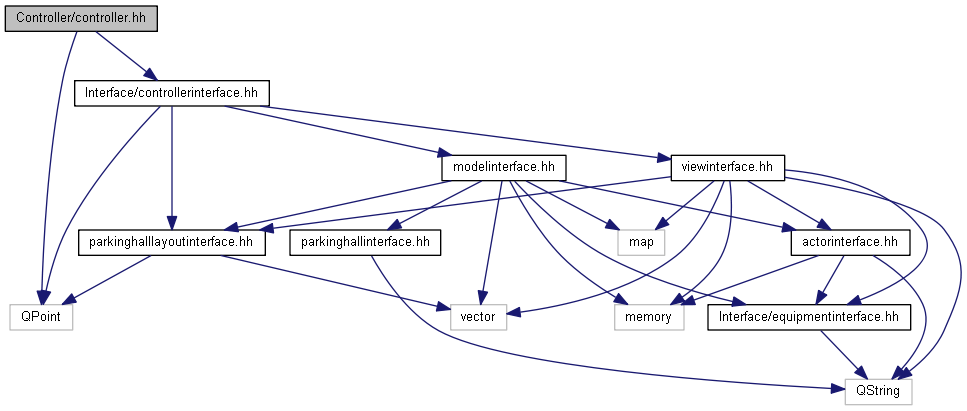 Controller/controller.hh
Interface/controllerinterface.hh
modelinterface.hh
viewinterface.hh
parkinghalllayoutinterface.hh
parkinghallinterface.hh
map
actorinterface.hh
QPoint
vector
memory
Interface/equipmentinterface.hh
QString